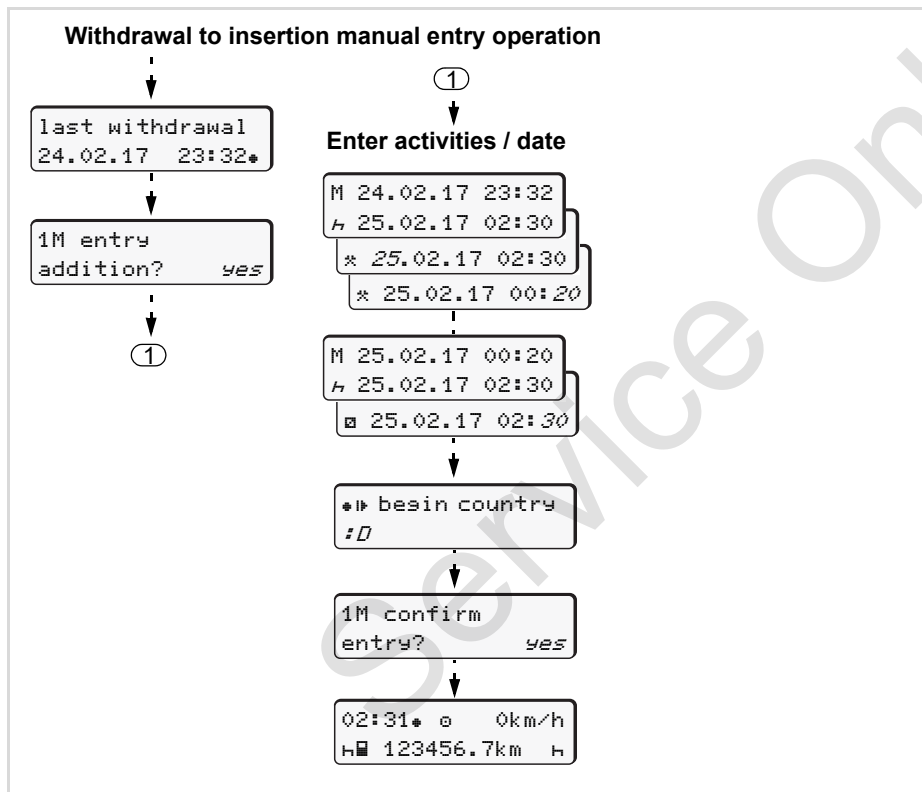 Withdrawal to insertion manual entry operation
last withdrawal
24.02.17 23:32
1M entry
addition? yes
1
1
Enter activities / date
M 24.02.17 23:32
25.02.17 02:30
25.02.17 02:30
25.02.17 00:20
M 25.02.17 00:20
25.02.17 02:30
25.02.17 02:30
begin country
:D
1M confirm
entry? yes
02:31 0km/h
123456.7km
Service Onl